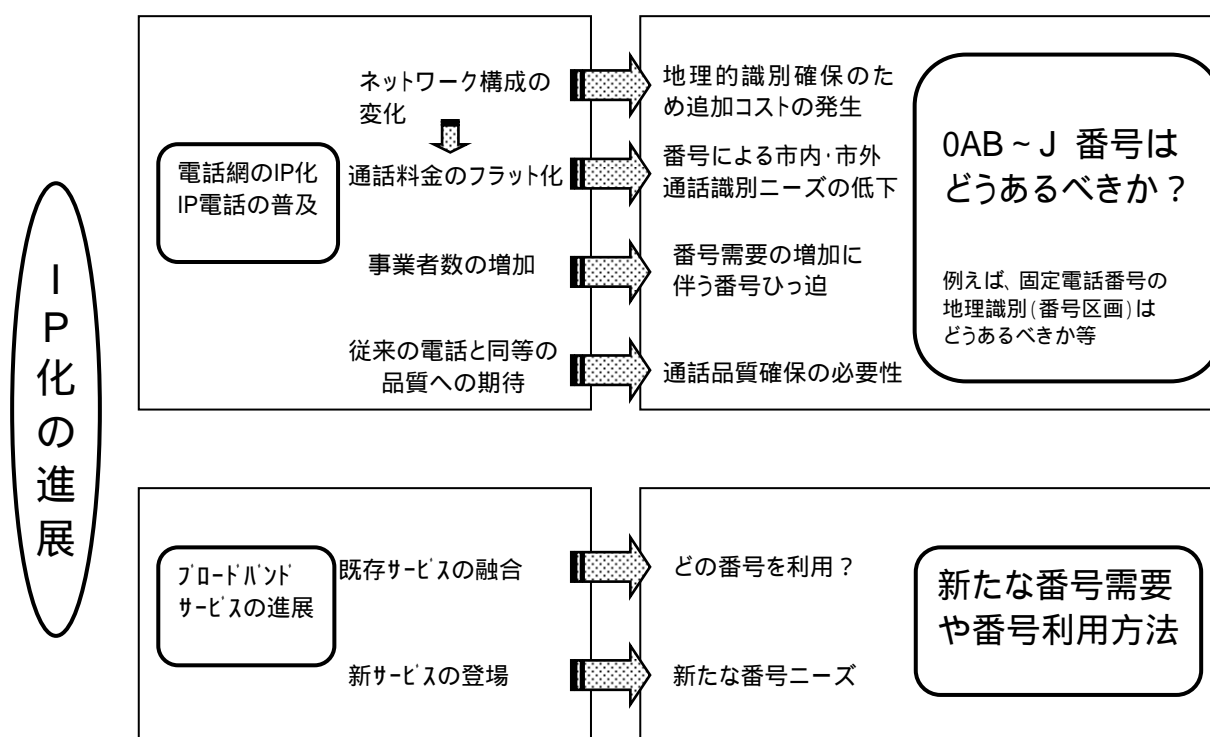 IP化の進展
電話網のIP化
IP電話の普及
ネットワーク構成の
変化
通話料金のフラット化
事業者数の増加
従来の電話と同等の
品質への期待
地理的識別確保のた
め追加コストの発生
番号による市内･市外
通話識別ニーズの低下
番号需要の増加に
伴う番号ひっ迫
通話品質確保の必要性
0AB~J 番号は
どうあるべきか？
例えば、固定電話番号の
地理識別(番号区画)は
どうあるべきか等
ﾌﾞﾛｰﾄﾞﾊﾞﾝﾄﾞ
ｻｰﾋﾞｽの進展
既存ｻｰﾋﾞｽの融合
新ｻｰﾋﾞｽの登場
どの番号を利用？
新たな番号ニーズ
新たな番号需要
や番号利用方法